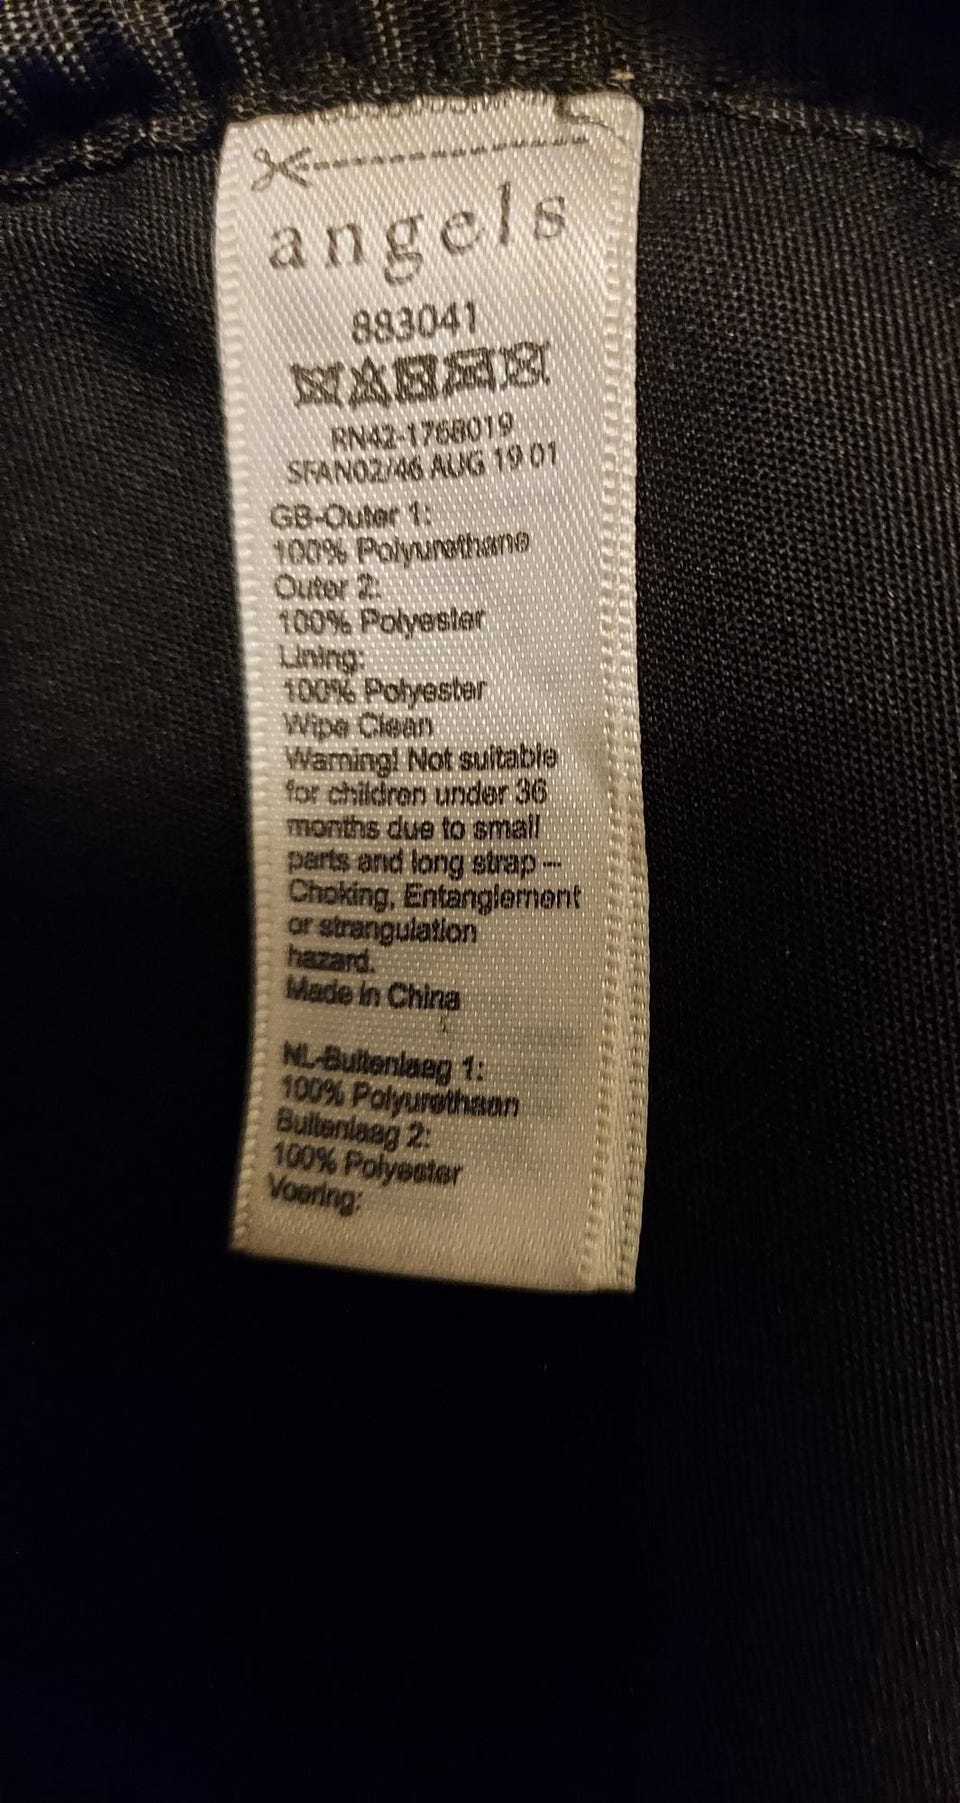 angels
883041
RN42-1768019
SFAN02/46 AUG 19 01
GB-Outer 1:
100% Polyurethane
Outer 2:
100% Polyester
Lining:
100% Polyester
Wipe Clean
Warning! Not suitable
for children under 36
months due to small
parts and long strap –
Choking, Entanglement
or strangulation
hazard.
Made in China
NL-Buitenlaag 1:
100% Polyurethaan
Buitenlaag 2:
100% Polyester
Voering: